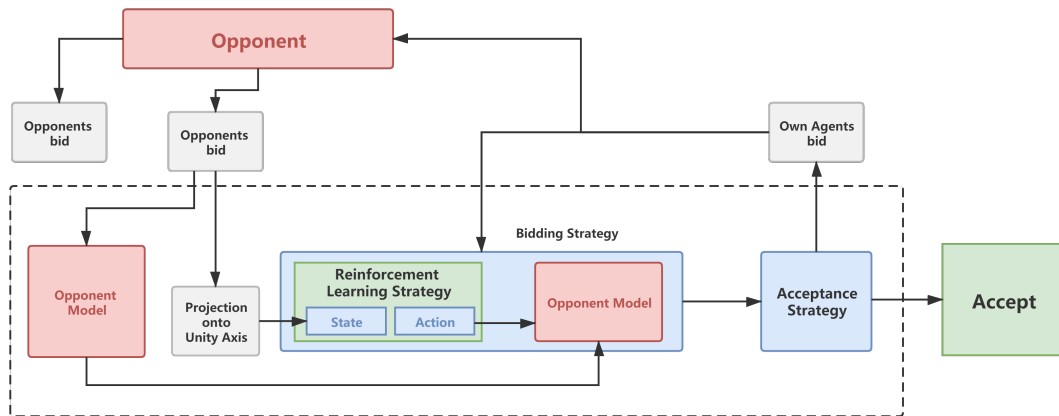 Opponent
Opponents
bid
Opponents
bid
Own Agents
bid
Bidding Strategy
Opponent
Model
Projection
onto
Unity Axis
Reinforcement
Learning Strategy
State
Action
Opponent Model
Acceptance
Strategy
Accept